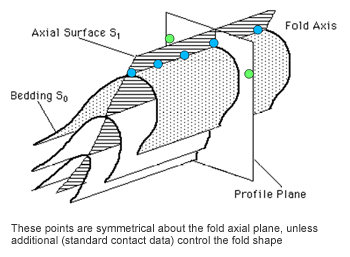 Axial Surface S1
Fold Axis
Bedding S0
Profile Plane
These points are symmetrical about the fold axial plane, unless
additional (standard contact data) control the fold shape